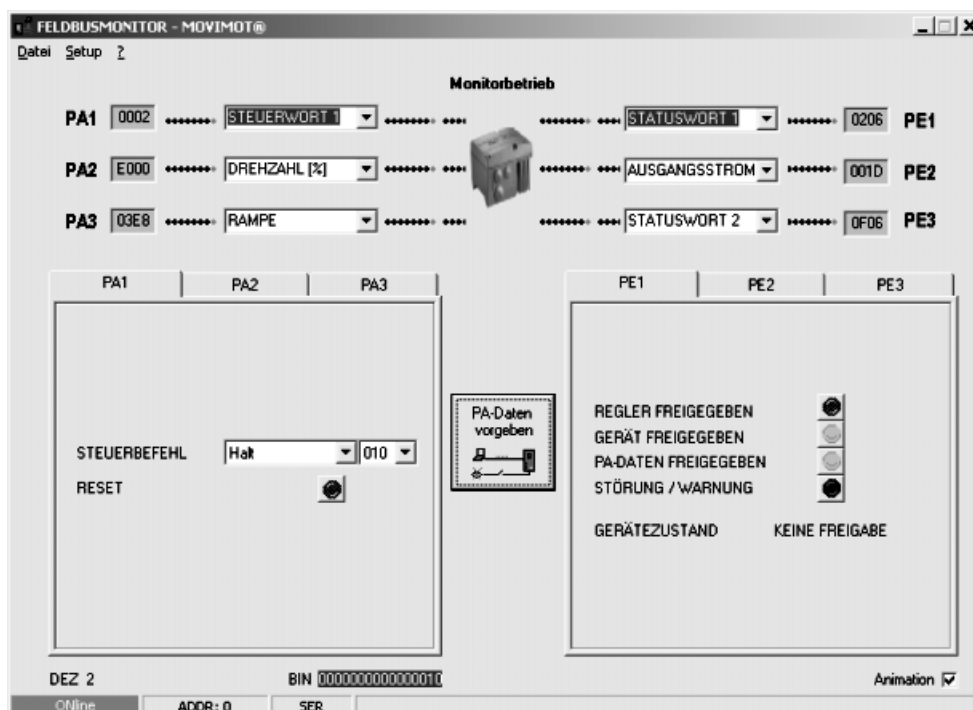 FELDBUSMONITOR - MOVIMOT®
Datei Setup ?
Monitorbetrieb
PA1 0002 STEUERWORT 1 STATUSWORT 1 0206 PE1
PA2 E000 DREHZAHL [%] AUSGANGSSTROM 001D PE2
PA3 03E8 RAMPE STATUSWORT 2 0F06 PE3
PA1 PA2 PA3 PE1 PE2 PE3
PA-Daten
vorgeben
STEUERBEFEHL Halt 010
RESET
REGLER FREIGEGEBEN
GERÄT FREIGEGEBEN
PA-DATEN FREIGEGEBEN
STÖRUNG / WARNUNG
GERÄTEZUSTAND KEINE FREIGABE
DEZ 2 BIN 0000000000000010 Animation
ONline ADDR: 0 SER